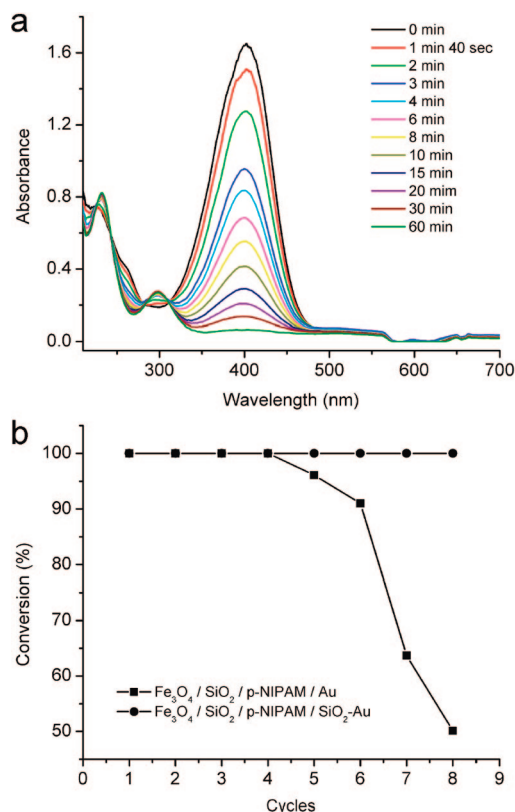 a
0 min
1 min 40 sec
2 min
3 min
4 min
6 min
8 min
10 min
15 min
20 mim
30 min
60 min
1.6
1.2
0.8
0.4
0.0
Absorbance
300 400 500 600 700
Wavelength (nm)
b
100
90
80
70
60
50
Conversion (%)
Fe₃O₄ / SiO₂ / p-NIPAM / Au
Fe₃O₄ / SiO₂ / p-NIPAM / SiO₂-Au
0 1 2 3 4 5 6 7 8 9
Cycles